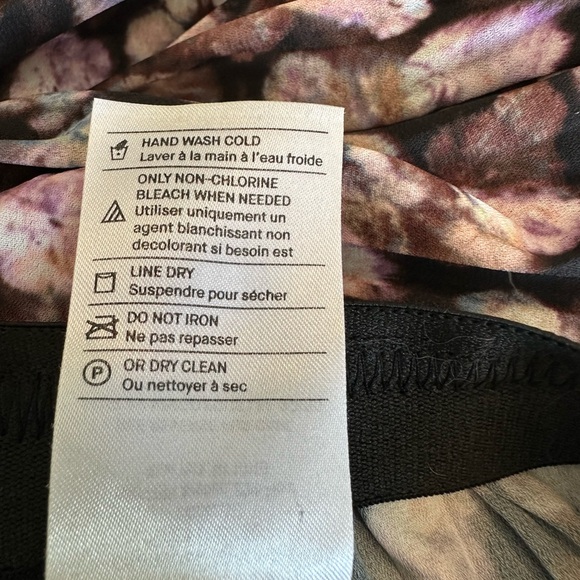 HAND WASH COLD
Laver à la main à l'eau froide
ONLY NON-CHLORINE
BLEACH WHEN NEEDED
Utiliser uniquement un
agent blanchissant non
decolorant si besoin est
LINE DRY
Suspendre pour sécher
DO NOT IRON
Ne pas repasser
P
OR DRY CLEAN
Ou nettoyer à sec